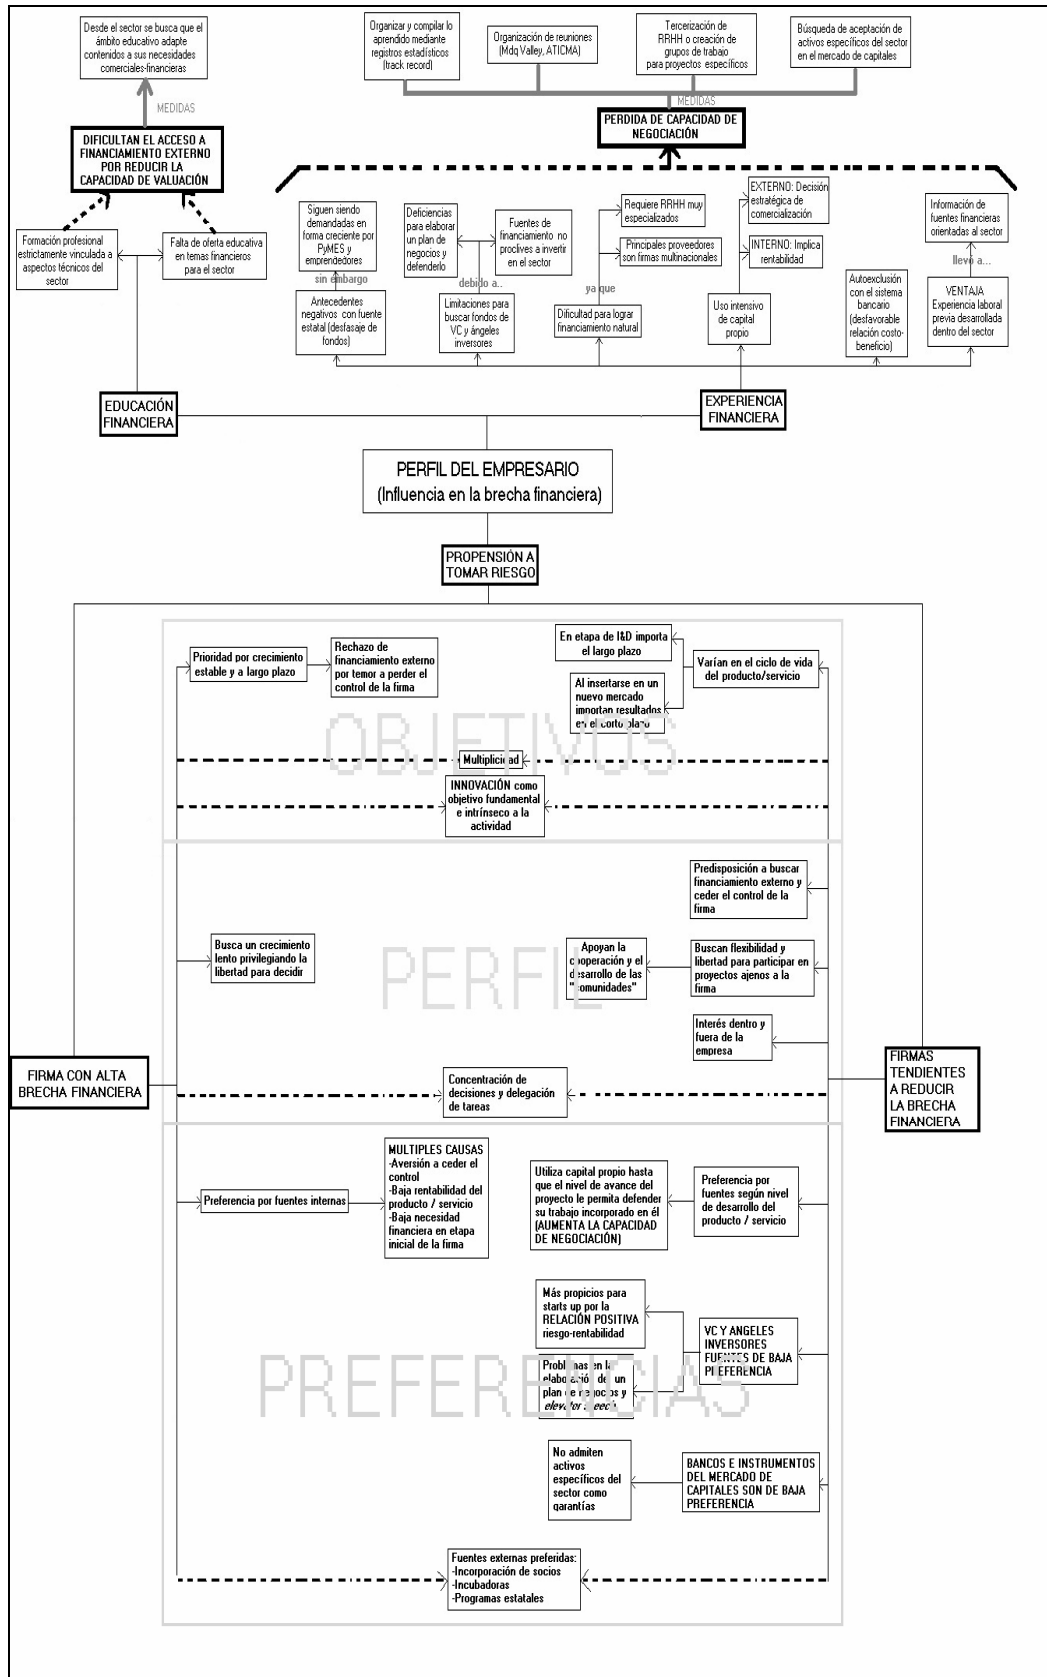 Desde el sector se busca que el
ámbito educativo adapte
contenidos a sus necesidades
comerciales-financieras
Organizar y compilar lo
aprendido mediante
registros estadísticos
(track record)
Organización de reuniones
(Mdq Valley, ATICMA)
Tercerización de
RRHH o creación de
grupos de trabajo
para proyectos específicos
Búsqueda de aceptación de
activos específicos del sector
en el mercado de capitales
MEDIDAS
MEDIDAS
DIFICULTAN EL ACCESO A
FINANCIAMIENTO EXTERNO
POR REDUCIR LA
CAPACIDAD DE VALUACIÓN
PERDIDA DE CAPACIDAD DE
NEGOCIACIÓN
Formación profesional
estrictamente vinculada a
aspectos técnicos del
sector
Falta de oferta educativa
en temas financieros
para el sector
Siguen siendo
demandadas en
forma creciente por
PyMES y
emprendedores
Deficiencias
para elaborar
un plan de
negocios y
defenderlo
Fuentes de
financiamiento no
proclives a invertir
en el sector
Requiere RRHH muy
especializados
Principales proveedores
son firmas multinacionales
EXTERNO: Decisión
estratégica de
comercialización
INTERNO: Implica
rentabilidad
Información de
fuentes financieras
orientadas al sector
sin embargo
debido a..
ya que
llevó a...
Antecedentes
negativos con fuente
estatal (desfasaje de
fondos)
Limitaciones para
buscar fondos de
VC y ángeles
inversores
Dificultad para lograr
financiamiento natural
Uso intensivo
de capital
propio
Autoexclusión
con el sistema
bancario
(desfavorable
relación costo-
beneficio)
VENTAJA
Experiencia laboral
previa desarrollada
dentro del sector
EDUCACIÓN
FINANCIERA
EXPERIENCIA
FINANCIERA
PERFIL DEL EMPRESARIO
(Influencia en la brecha financiera)
PROPENSIÓN A
TOMAR RIESGO
Prioridad por crecimiento
estable y a largo plazo
Rechazo de
financiamiento externo
por temor a perder el
control de la firma
En etapa de I&D importa
el largo plazo
Al insertarse en un
nuevo mercado
importan resultados
en el corto plazo
Varían en el ciclo de vida
del producto/servicio
OBJETIVOS
Multiplicidad
INNOVACIÓN como
objetivo fundamental
e intrínseco a la
actividad
Predisposición a buscar
financiamiento externo y
ceder el control de la
firma
Busca un crecimiento
lento privilegiando la
libertad para decidir
PERFIL
Apoyan la
cooperación y el
desarrollo de las
"comunidades"
Buscan flexibilidad y
libertad para participar en
proyectos ajenos a la
firma
Interés dentro y
fuera de la
empresa
FIRMA CON ALTA
BRECHA FINANCIERA
Concentración de
decisiones y delegación
de tareas
FIRMAS
TENDIENTES
A REDUCIR
LA BRECHA
FINANCIERA
Preferencia por fuentes internas
MULTIPLES CAUSAS
-Aversión a ceder el
control
-Baja rentabilidad del
producto / servicio
-Baja necesidad
financiera en etapa
inicial de la firma
Utiliza capital propio hasta
que el nivel de avance del
proyecto le permita defender
su trabajo incorporado en él
(AUMENTA LA CAPACIDAD
DE NEGOCIACIÓN)
Preferencia por
fuentes según nivel
de desarrollo del
producto / servicio
Más propicios para
starts up por la
RELACIÓN POSITIVA
riesgo-rentabilidad
VC Y ANGELES
INVERSORES
FUENTES DE BAJA
PREFERENCIA
PREFERENCIAS
Problemas en la
elaboración de un
plan de negocios y
elevator speech
No admiten
activos
específicos del
sector como
garantías
BANCOS E INSTRUMENTOS
DEL MERCADO DE
CAPITALES SON DE BAJA
PREFERENCIA
Fuentes externas preferidas:
-Incorporación de socios
-Incubadoras
-Programas estatales